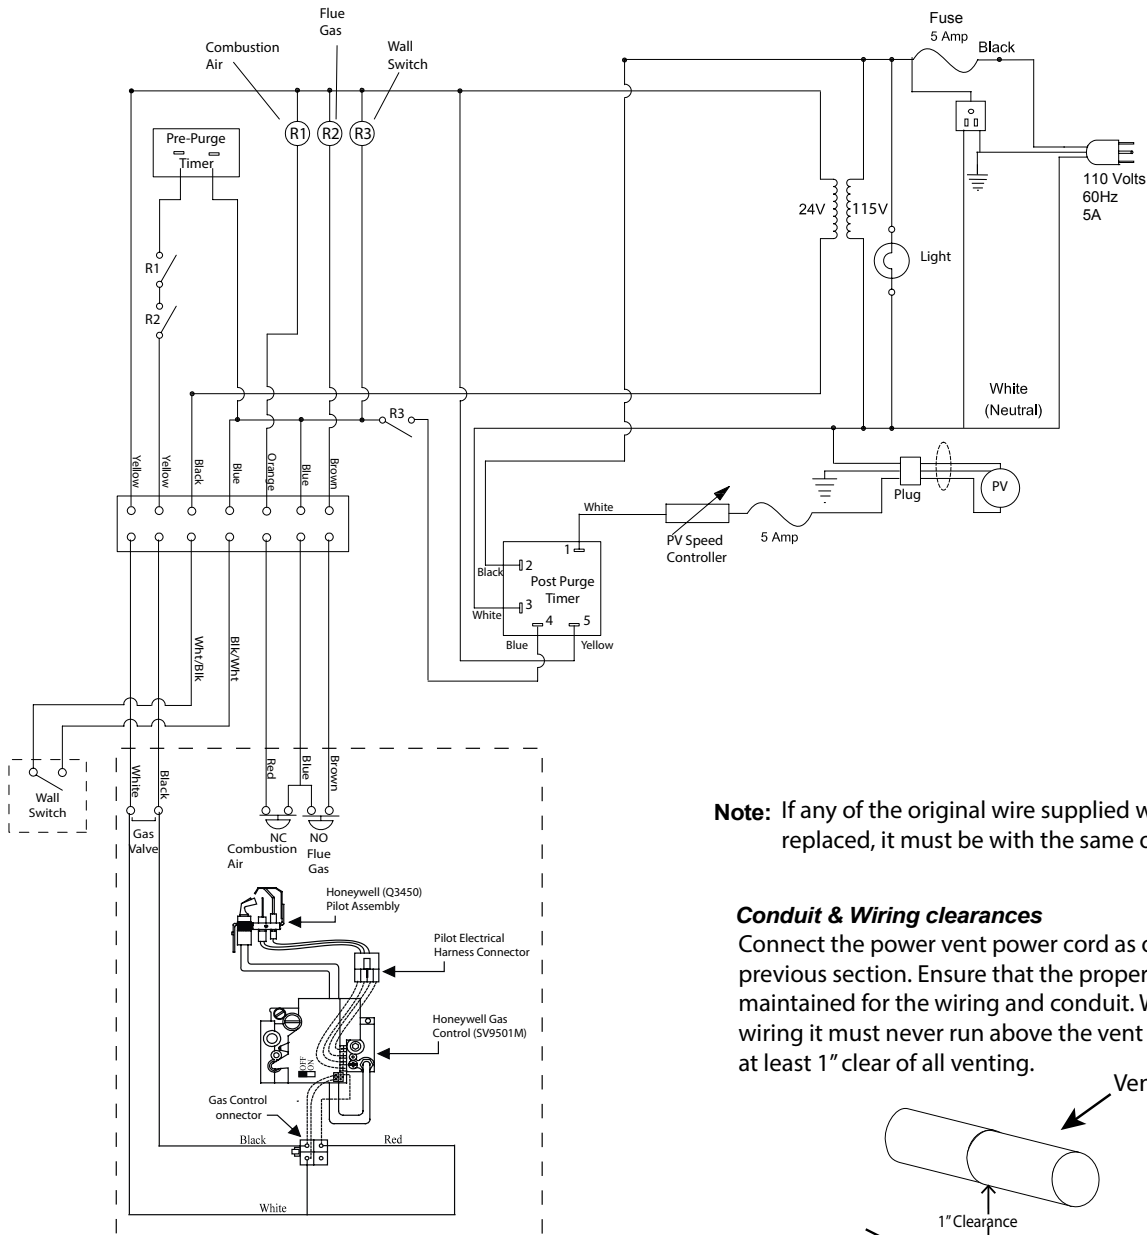 Flue
Gas
Combustion
Air
Wall
Switch
Fuse
5 Amp
Black
R1
R2
R3
Pre-Purge
Timer
110 Volts
60Hz
5A
24V
115V
Light
R1
R2
White
(Neutral)
R3
Yellow
Yellow
Black
Blue
Orange
Blue
Brown
Plug
PV
White
PV Speed
Controller
5 Amp
1
2
Black
Post Purge
Timer
3
White
4
5
Blue
Yellow
Wht/Blk
Blk/Wht
Wall
Switch
White
Black
Red
Blue
Brown
Gas
Valve
NC
Combustion
Air
NO
Flue
Gas
Honeywell (Q3450)
Pilot Assembly
Pilot Electrical
Harness Connector
Honeywell Gas
Control (SV9501M)
OFF
ON
Gas Control
onnector
Black
Red
White
Note: If any of the original wire supplied w
replaced, it must be with the same
Conduit & Wiring clearances
Connect the power vent power cord as
previous section. Ensure that the proper
maintained for the wiring and conduit. W
wiring it must never run above the vent
at least 1” clear of all venting.
Ver
1” Clearance